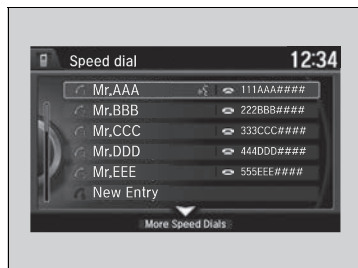 Speed dial 12:34
Mr.AAA 111AAA####
Mr.BBB 222BBB####
Mr.CCC 333CCC####
Mr.DDD 444DDD####
Mr.EEE 555EEE####
New Entry
More Speed Dials